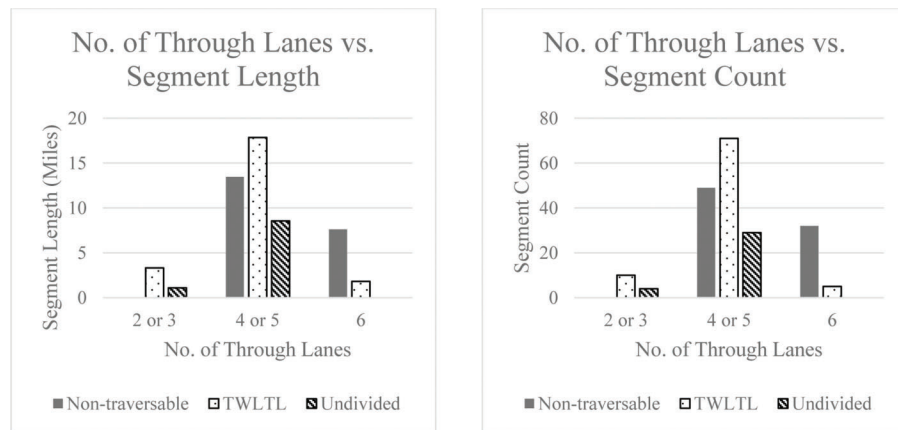 No. of Through Lanes vs.
Segment Length
Segment Length (Miles)
20
15
10
5
0
2 or 3
4 or 5
6
No. of Through Lanes
Non-traversable
TWLTL
Undivided
No. of Through Lanes vs.
Segment Count
Segment Count
80
60
40
20
0
2 or 3
4 or 5
6
No. of Through Lanes
Non-traversable
TWLTL
Undivided